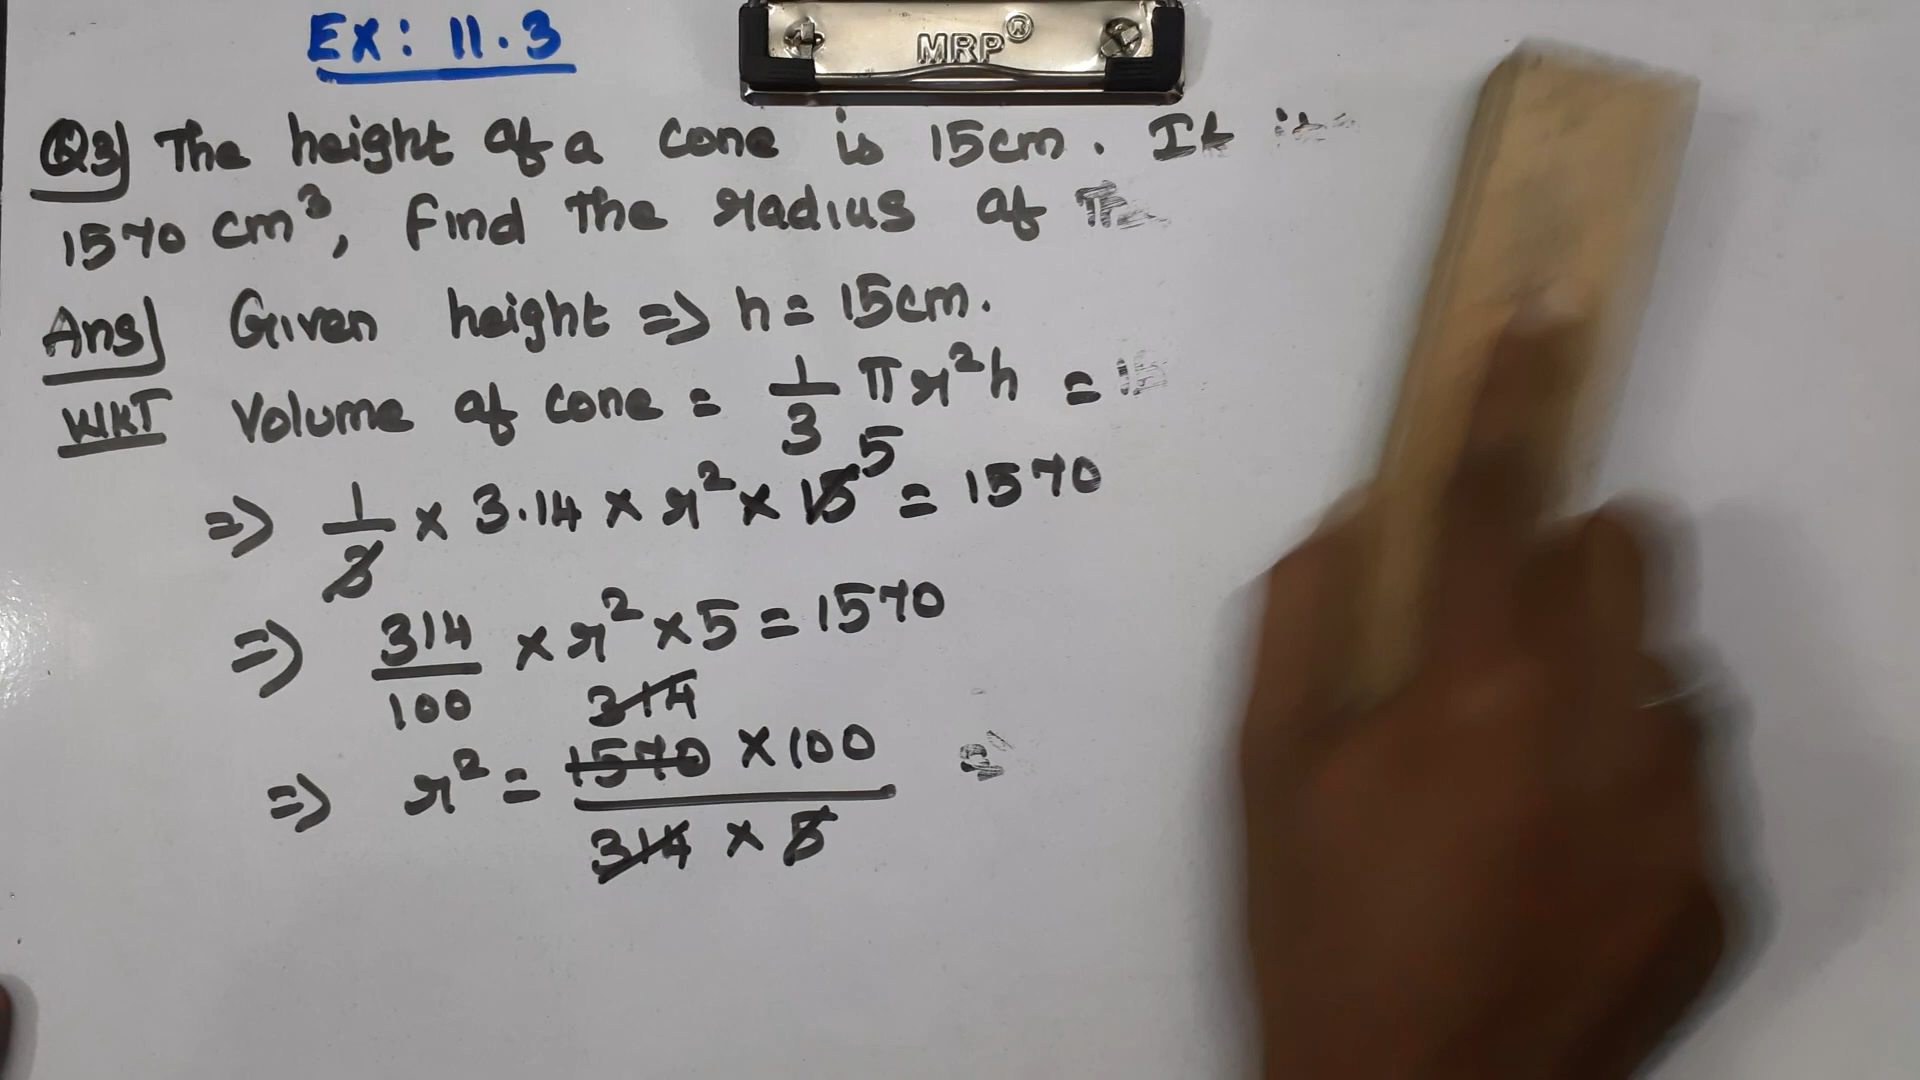 EX: 11.3
MRP®
Q3) The height of a cone is 15cm. It
1570 cm³, Find the radius of
Ans) Given height => h = 15cm.
WKT Volume of cone = 1/3 πr²h =
=> 1/3 × 3.14 × r² × 15 5 = 1570
=> 314/100 × r² × 5 = 1570
314
=> r² = 1570 × 100 / 314 × 5